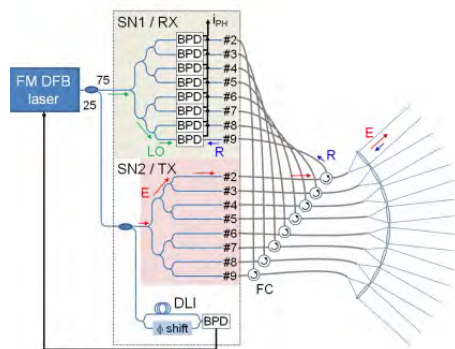 SN1 / RX
i_PH
BPD #2
BPD #3
BPD #4
BPD #5
BPD #6
BPD #7
BPD #8
BPD #9
FM DFB
laser
75
25
LO
R
SN2 / TX
E
#2
#3
#4
#5
#6
#7
#8
#9
FC
R
E
DLI
ϕ shift
BPD